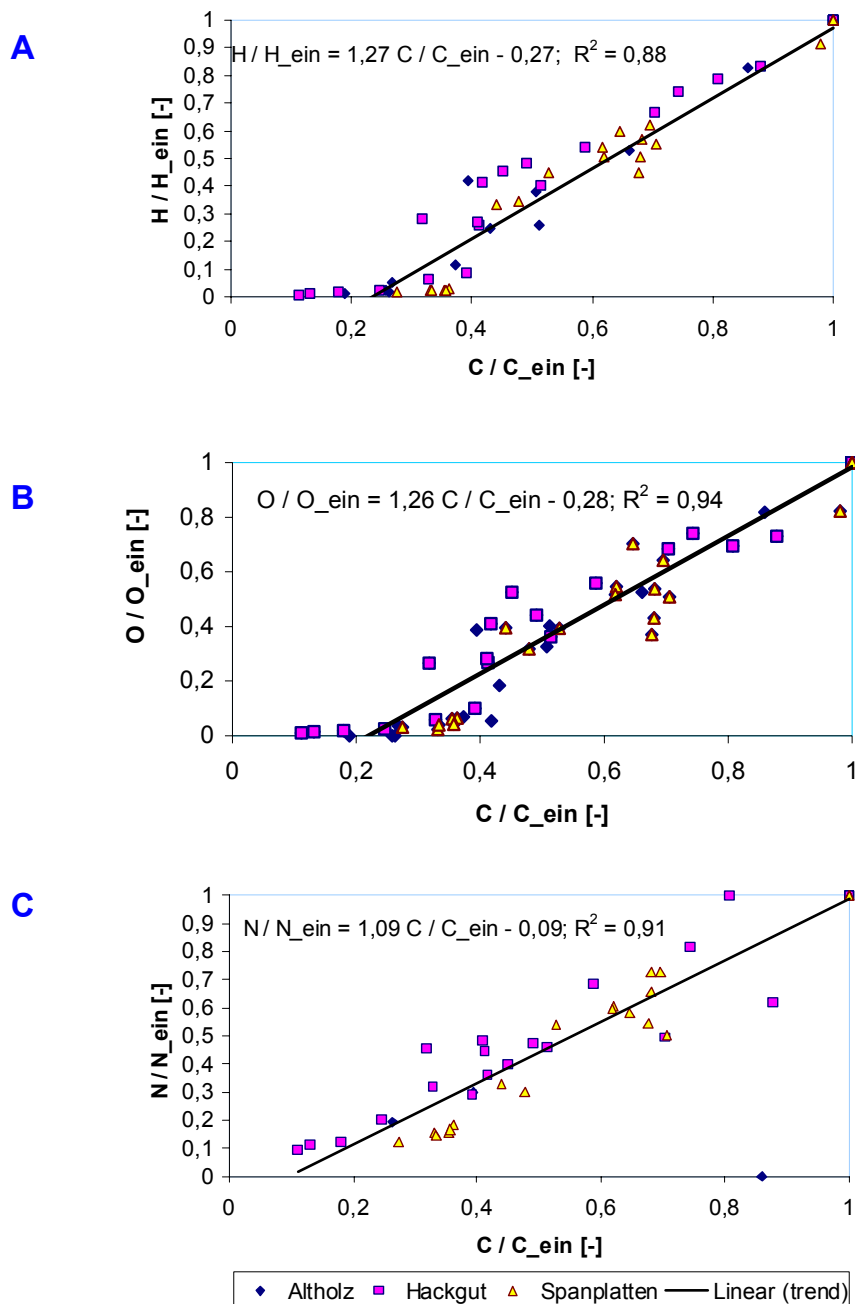 A
H / H_ein = 1,27 C / C_ein - 0,27; R² = 0,88
H / H_ein [-]
1
0,9
0,8
0,7
0,6
0,5
0,4
0,3
0,2
0,1
0
0 0,2 0,4 0,6 0,8 1
C / C_ein [-]
B
O / O_ein = 1,26 C / C_ein - 0,28; R² = 0,94
O / O_ein [-]
1
0,8
0,6
0,4
0,2
0
0 0,2 0,4 0,6 0,8 1
C / C_ein [-]
C
N / N_ein = 1,09 C / C_ein - 0,09; R² = 0,91
N / N_ein [-]
1
0,9
0,8
0,7
0,6
0,5
0,4
0,3
0,2
0,1
0
0 0,2 0,4 0,6 0,8 1
C / C_ein [-]
Altholz Hackgut Spanplatten Linear (trend)